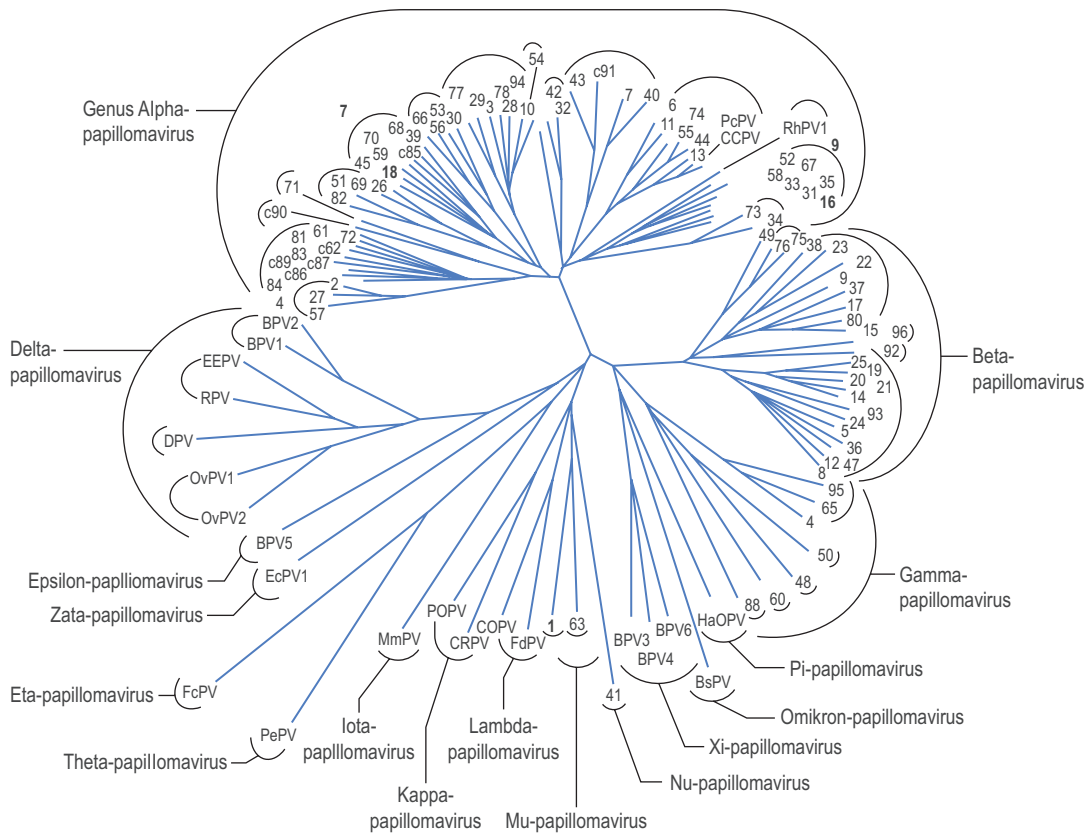 54
94
43
c91
78
77
42
7
40
6
74
Genus Alpha-
papillomavirus
7
53
29
3
28
10
32
66
30
11
55
PcPV
CCPV
RhPV1
68
56
44
9
70
39
13
59
c85
52
67
45
18
58
33
31
35
16
51
69
26
71
82
c90
73
34
61
81
72
49
76
75
38
23
c62
83
c89
c87
22
c86
9
84
2
37
4
27
17
57
80
15
96
BPV2
BPV1
92
Delta-
papillomavirus
EEPV
25
19
Beta-
papillomavirus
20
21
RPV
14
93
24
5
DPV
36
12
47
8
OvPV1
95
65
OvPV2
4
BPV5
50
Epsilon-paplliomavirus
EcPV1
48
Gamma-
papillomavirus
Zata-papillomavirus
60
88
POPV
HaOPV
COPV
1
63
BPV6
MmPV
CRPV
FdPV
BPV3
BPV4
Pi-papillomavirus
Eta-papillomavirus
FcPV
41
BsPV
Iota-
paplllomavirus
Lambda-
papillomavirus
Omikron-papillomavirus
PePV
Theta-papillomavirus
Xi-papillomavirus
Nu-papillomavirus
Kappa-
papillomavirus
Mu-papillomavirus